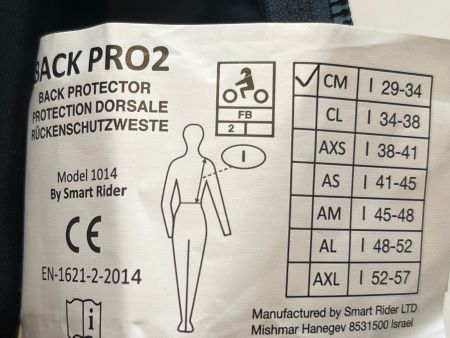 BACK PRO2
BACK PROTECTOR
PROTECTION DORSALE
RÜCKENSCHUTZWESTE
Model 1014
By Smart Rider
CE
EN-1621-2-2014
i
FB
2
I
✓ CM I 29-34
CL I 34-38
AXS I 38-41
AS I 41-45
AM I 45-48
AL I 48-52
AXL I 52-57
Manufactured by Smart Rider LTD
Mishmar Hanegev 8531500 Israel